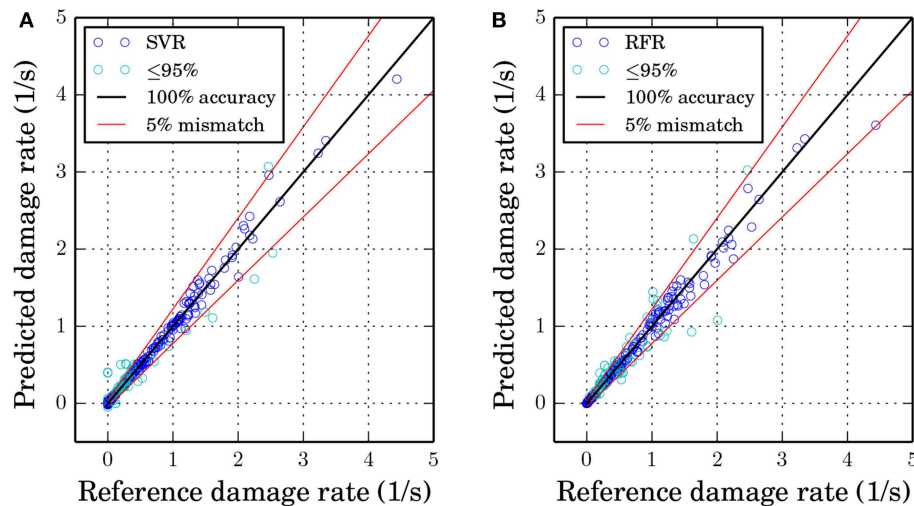 A
SVR
≤95%
100% accuracy
5% mismatch
5
4
3
2
1
0
0 1 2 3 4 5
Predicted damage rate (1/s)
Reference damage rate (1/s)
B
RFR
≤95%
100% accuracy
5% mismatch
5
4
3
2
1
0
0 1 2 3 4 5
Predicted damage rate (1/s)
Reference damage rate (1/s)